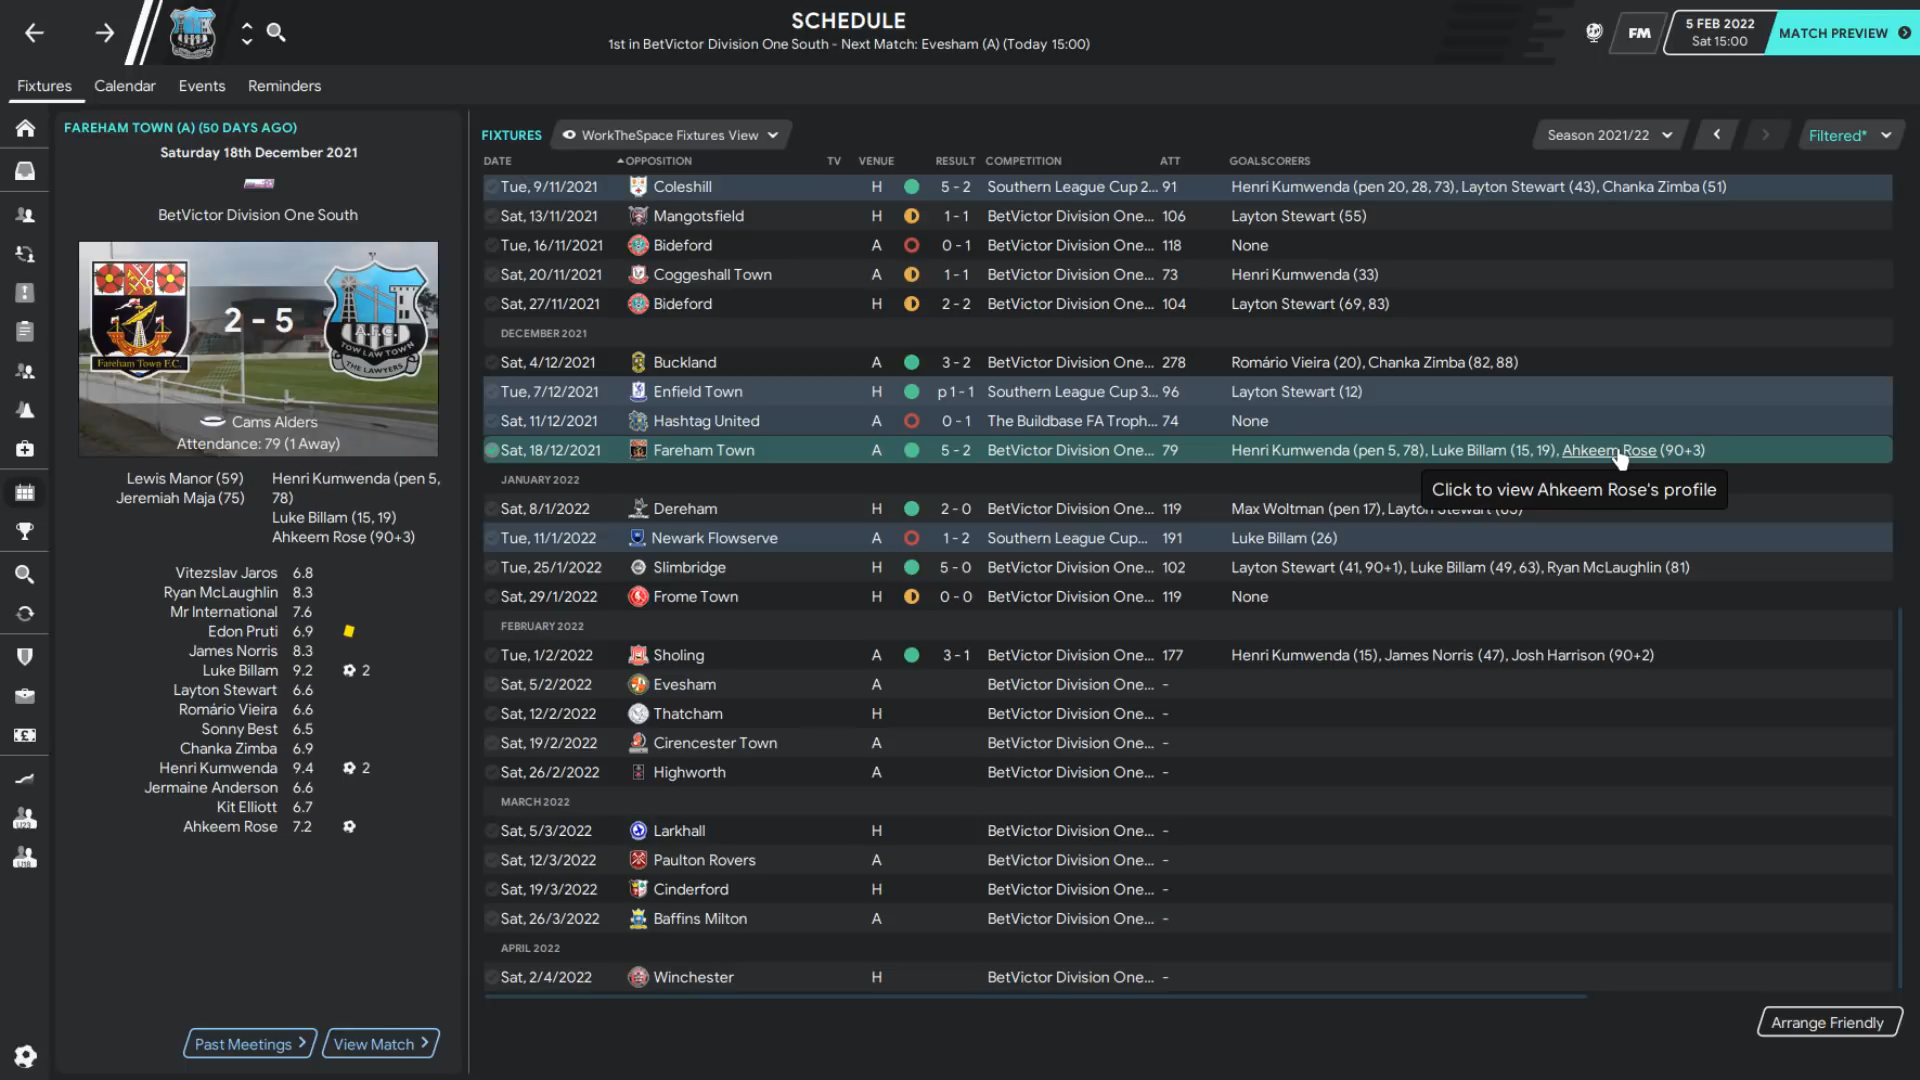 SCHEDULE
1st in BetVictor Division One South - Next Match: Evesham (A) (Today 15:00)
FM
5 FEB 2022
Sat 15:00
MATCH PREVIEW
Fixtures Calendar Events Reminders
FAREHAM TOWN (A) (50 DAYS AGO)
Saturday 18th December 2021
BetVictor Division One South
Fareham Town F.C.
2 - 5
A.F.C.
TOW LAW TOWN
THE LAWYERS
Cams Alders
Attendance: 79 (1 Away)
Lewis Manor (59)
Jeremiah Maja (75)
Henri Kumwenda (pen 5,
78)
Luke Billam (15, 19)
Ahkeem Rose (90+3)
Vitezslav Jaros 6.8
Ryan McLaughlin 8.3
Mr International 7.6
Edon Pruti 6.9
James Norris 8.3
Luke Billam 9.2 2
Layton Stewart 6.6
Romário Vieira 6.6
Sonny Best 6.5
Chanka Zimba 6.9
Henri Kumwenda 9.4 2
Jermaine Anderson 6.6
Kit Elliott 6.7
Ahkeem Rose 7.2
Past Meetings
View Match
FIXTURES
WorkTheSpace Fixtures View
Season 2021/22
Filtered*
DATE OPPOSITION TV VENUE RESULT COMPETITION ATT GOALSCORERS
Tue, 9/11/2021 Coleshill H 5 - 2 Southern League Cup 2... 91 Henri Kumwenda (pen 20, 28, 73), Layton Stewart (43), Chanka Zimba (51)
Sat, 13/11/2021 Mangotsfield H 1 - 1 BetVictor Division One... 106 Layton Stewart (55)
Tue, 16/11/2021 Bideford A 0 - 1 BetVictor Division One... 118 None
Sat, 20/11/2021 Coggeshall Town A 1 - 1 BetVictor Division One... 73 Henri Kumwenda (33)
Sat, 27/11/2021 Bideford H 2 - 2 BetVictor Division One... 104 Layton Stewart (69, 83)
DECEMBER 2021
Sat, 4/12/2021 Buckland A 3 - 2 BetVictor Division One... 278 Romário Vieira (20), Chanka Zimba (82, 88)
Tue, 7/12/2021 Enfield Town H p 1 - 1 Southern League Cup 3... 96 Layton Stewart (12)
Sat, 11/12/2021 Hashtag United A 0 - 1 The Buildbase FA Troph... 74 None
Sat, 18/12/2021 Fareham Town A 5 - 2 BetVictor Division One... 79 Henri Kumwenda (pen 5, 78), Luke Billam (15, 19), Ahkeem Rose (90+3)
JANUARY 2022
Click to view Ahkeem Rose's profile
Sat, 8/1/2022 Dereham H 2 - 0 BetVictor Division One... 119 Max Woltman (pen 17), Layton Stewart
Tue, 11/1/2022 Newark Flowserve A 1 - 2 Southern League Cup... 191 Luke Billam (26)
Tue, 25/1/2022 Slimbridge H 5 - 0 BetVictor Division One... 102 Layton Stewart (41, 90+1), Luke Billam (49, 63), Ryan McLaughlin (81)
Sat, 29/1/2022 Frome Town H 0 - 0 BetVictor Division One... 119 None
FEBRUARY 2022
Tue, 1/2/2022 Sholing A 3 - 1 BetVictor Division One... 177 Henri Kumwenda (15), James Norris (47), Josh Harrison (90+2)
Sat, 5/2/2022 Evesham A BetVictor Division One... -
Sat, 12/2/2022 Thatcham H BetVictor Division One... -
Sat, 19/2/2022 Cirencester Town A BetVictor Division One... -
Sat, 26/2/2022 Highworth A BetVictor Division One... -
MARCH 2022
Sat, 5/3/2022 Larkhall H BetVictor Division One... -
Sat, 12/3/2022 Paulton Rovers A BetVictor Division One... -
Sat, 19/3/2022 Cinderford H BetVictor Division One... -
Sat, 26/3/2022 Baffins Milton A BetVictor Division One... -
APRIL 2022
Sat, 2/4/2022 Winchester H BetVictor Division One... -
Arrange Friendly
U23
U18